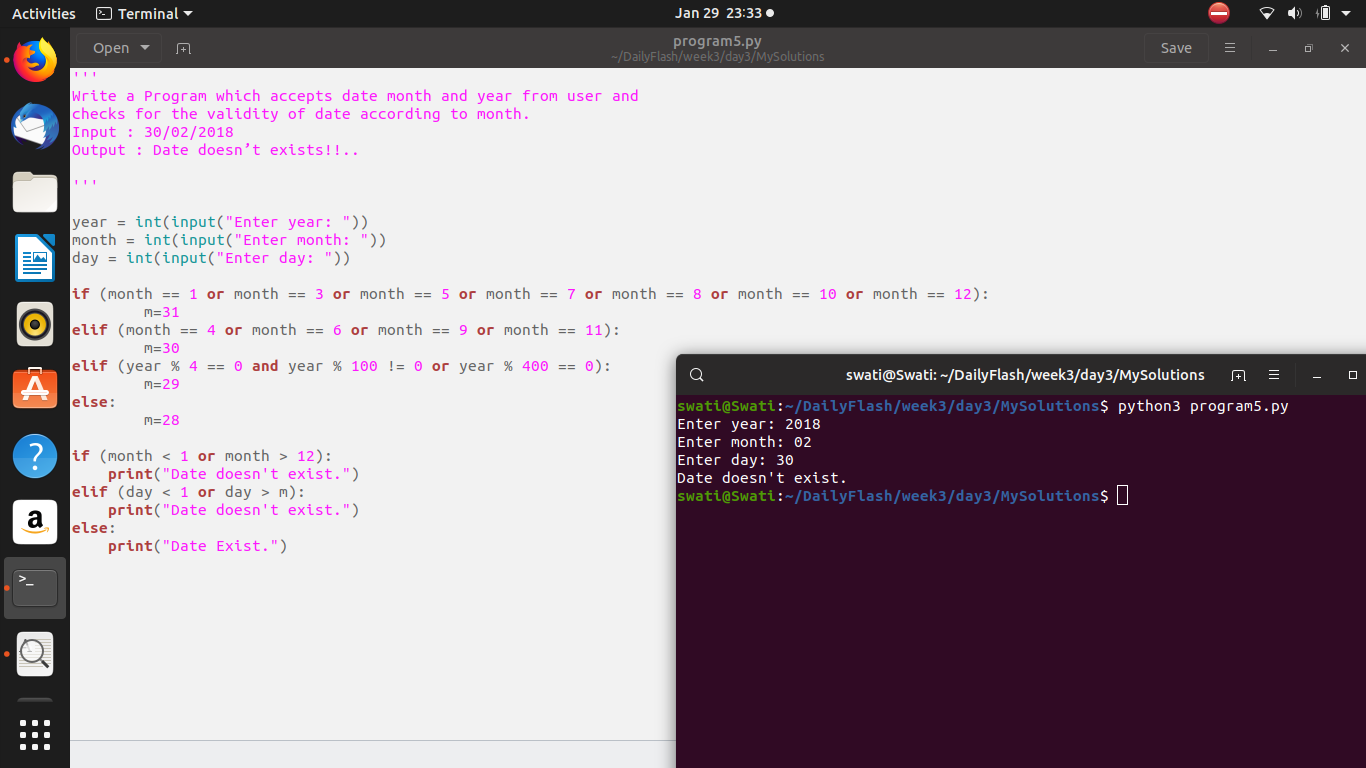 Activities
Terminal
Jan 29 23:33
Open
program5.py
~/DailyFlash/week3/day3/MySolutions
Save
'''
Write a Program which accepts date month and year from user and
checks for the validity of date according to month.
Input : 30/02/2018
Output : Date doesn’t exists!!..
'''
year = int(input("Enter year: "))
month = int(input("Enter month: "))
day = int(input("Enter day: "))
if (month == 1 or month == 3 or month == 5 or month == 7 or month == 8 or month == 10 or month == 12):
        m=31
elif (month == 4 or month == 6 or month == 9 or month == 11):
        m=30
elif (year % 4 == 0 and year % 100 != 0 or year % 400 == 0):
        m=29
else:
        m=28
if (month < 1 or month > 12):
    print("Date doesn't exist.")
elif (day < 1 or day > m):
    print("Date doesn't exist.")
else:
    print("Date Exist.")
swati@Swati: ~/DailyFlash/week3/day3/MySolutions
swati@Swati:~/DailyFlash/week3/day3/MySolutions$ python3 program5.py
Enter year: 2018
Enter month: 02
Enter day: 30
Date doesn't exist.
swati@Swati:~/DailyFlash/week3/day3/MySolutions$